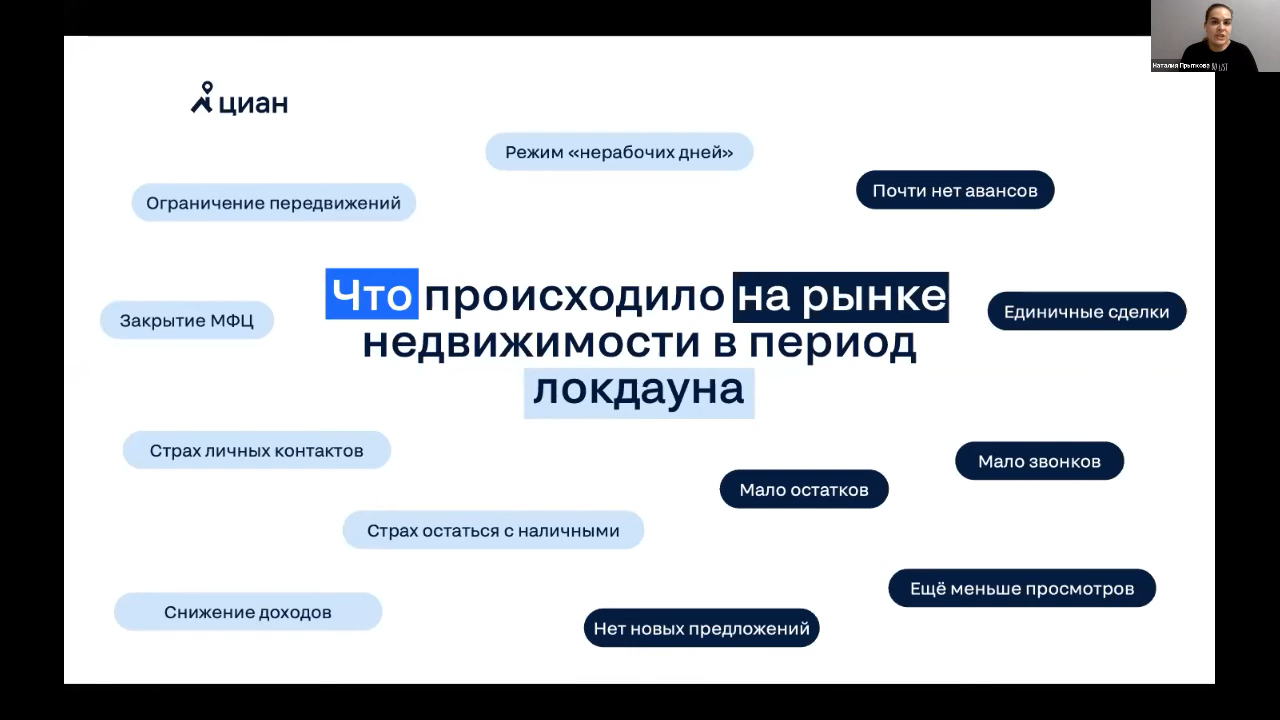 циан
Наталия Прыткова
Режим «нерабочих дней»
Почти нет авансов
Ограничение передвижений
Что происходило на рынке
недвижимости в период
локдауна
Закрытие МФЦ
Единичные сделки
Страх личных контактов
Мало звонков
Мало остатков
Страх остаться с наличными
Ещё меньше просмотров
Снижение доходов
Нет новых предложений